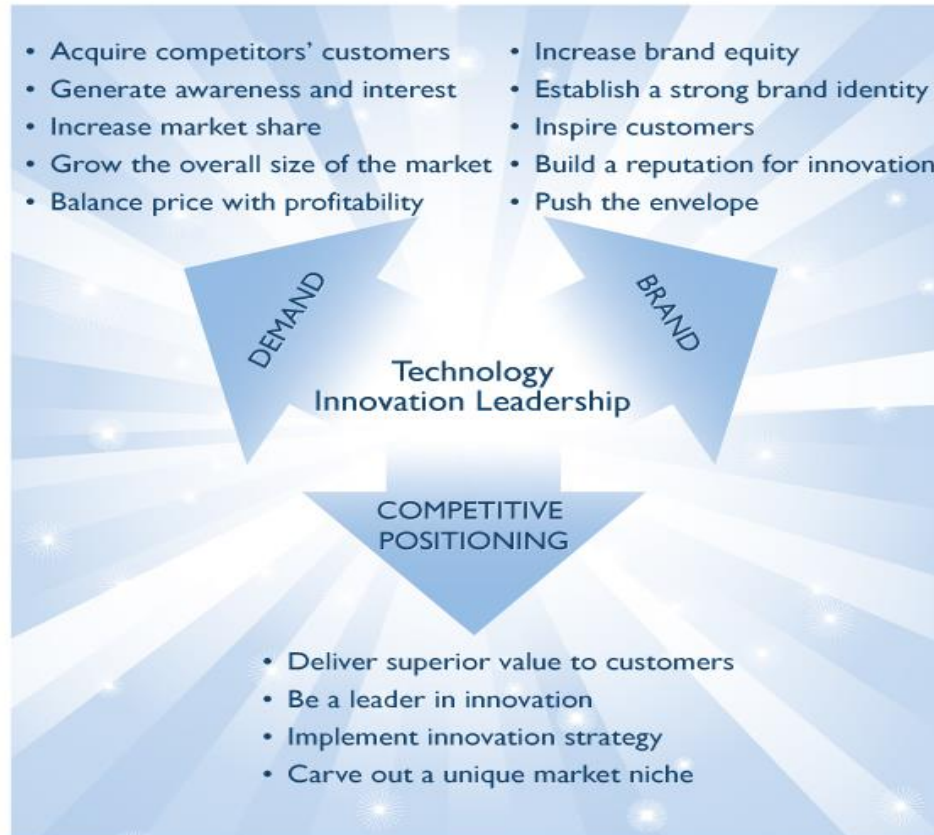 • Acquire competitors’ customers
• Generate awareness and interest
• Increase market share
• Grow the overall size of the market
• Balance price with profitability
• Increase brand equity
• Establish a strong brand identity
• Inspire customers
• Build a reputation for innovation
• Push the envelope
DEMAND
BRAND
Technology
Innovation Leadership
COMPETITIVE
POSITIONING
• Deliver superior value to customers
• Be a leader in innovation
• Implement innovation strategy
• Carve out a unique market niche